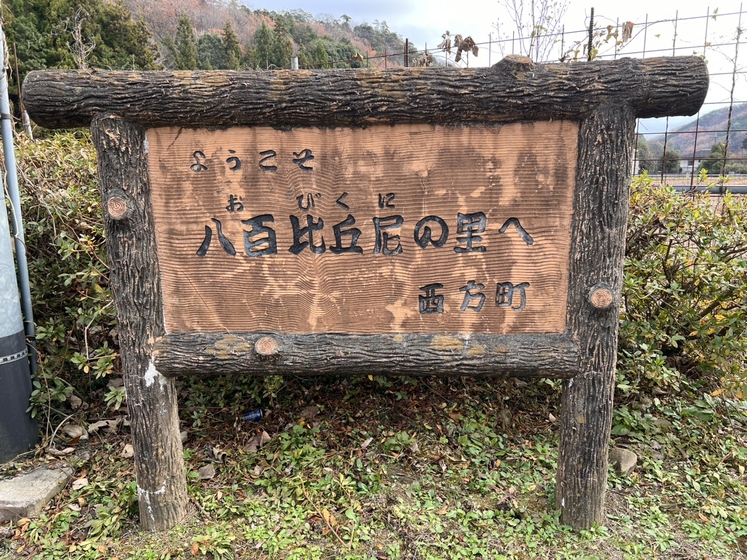 ようこそ
おびくに
八百比丘尼の里へ
西方町